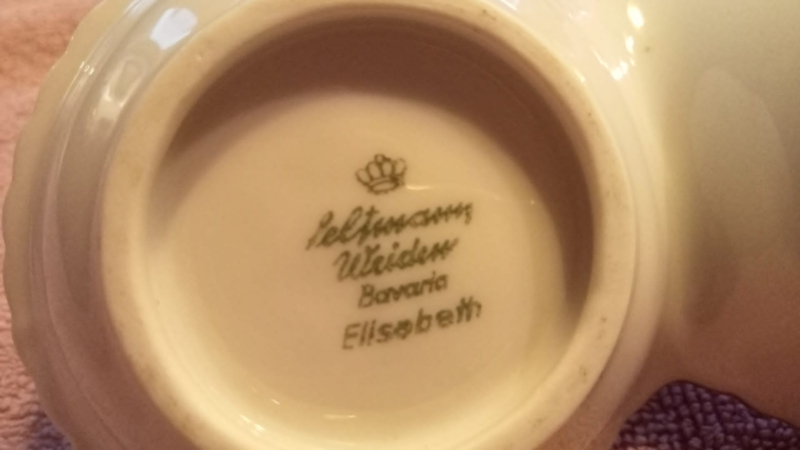 Seltmann
Weiden
Bavaria
Elisabeth